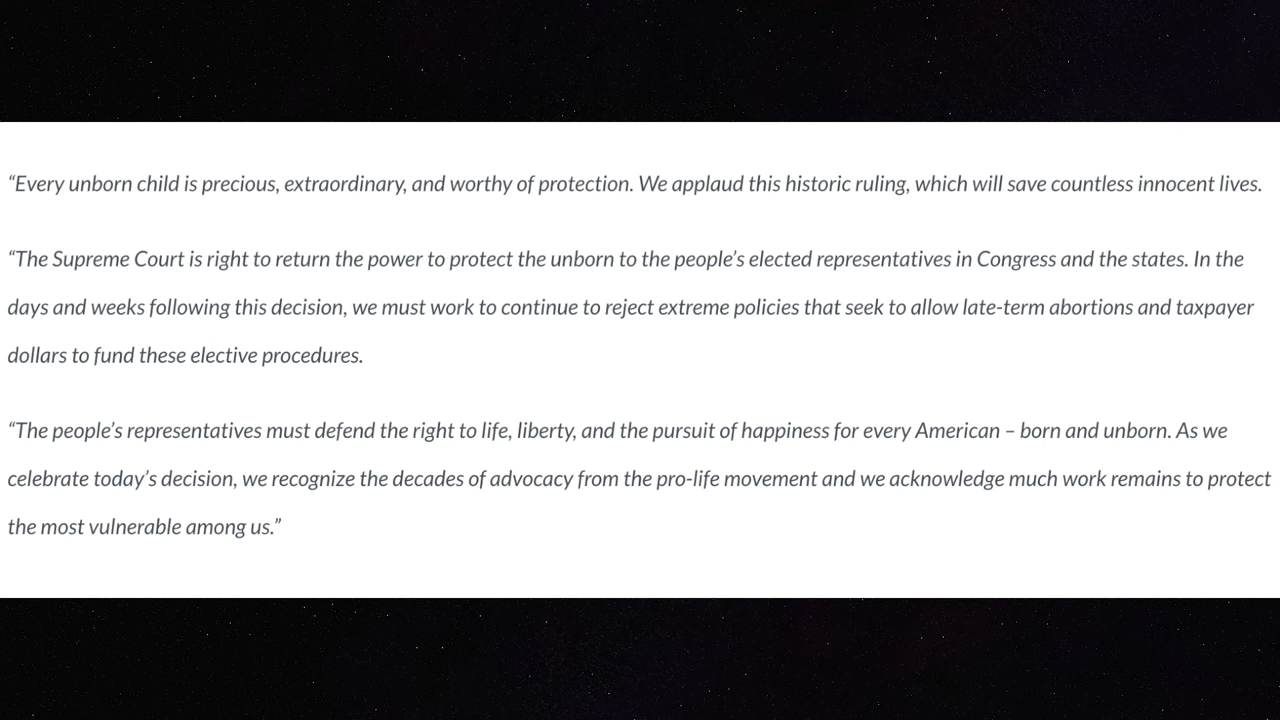 “Every unborn child is precious, extraordinary, and worthy of protection. We applaud this historic ruling, which will save countless innocent lives.
“The Supreme Court is right to return the power to protect the unborn to the people’s elected representatives in Congress and the states. In the
days and weeks following this decision, we must work to continue to reject extreme policies that seek to allow late-term abortions and taxpayer
dollars to fund these elective procedures.
“The people’s representatives must defend the right to life, liberty, and the pursuit of happiness for every American – born and unborn. As we
celebrate today’s decision, we recognize the decades of advocacy from the pro-life movement and we acknowledge much work remains to protect
the most vulnerable among us.”